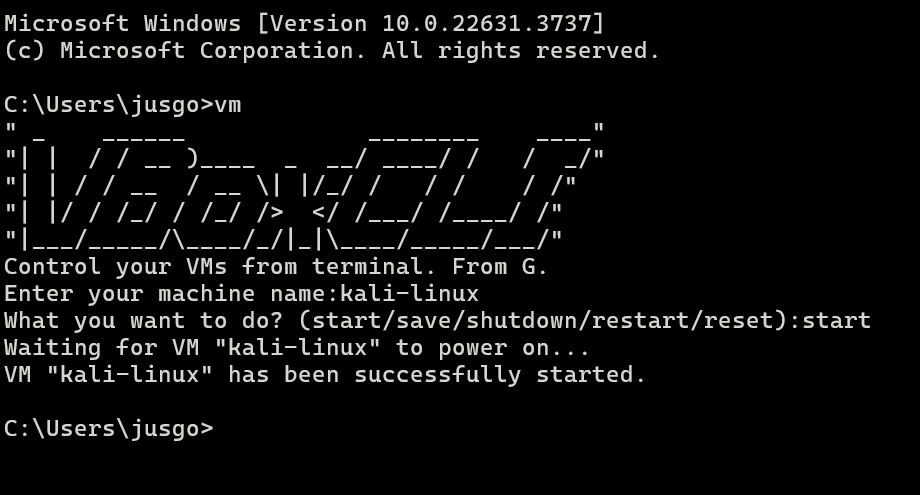 Microsoft Windows [Version 10.0.22631.3737]
(c) Microsoft Corporation. All rights reserved.
C:\Users\jusgo>vm
" _    ______                ________     ____"
"| |  / / __ )____  _  __/ ____/ /    /  _/"
"| | / / __  / __ \| |/_/ /    / /     / /"
"| |/ / /_/ / /_/ />  </ /___/ /____/ /"
"|___/_____/\____/_/|_|\____/_____/___/"
Control your VMs from terminal. From G.
Enter your machine name:kali-linux
What you want to do? (start/save/shutdown/restart/reset):start
Waiting for VM "kali-linux" to power on...
VM "kali-linux" has been successfully started.
C:\Users\jusgo>